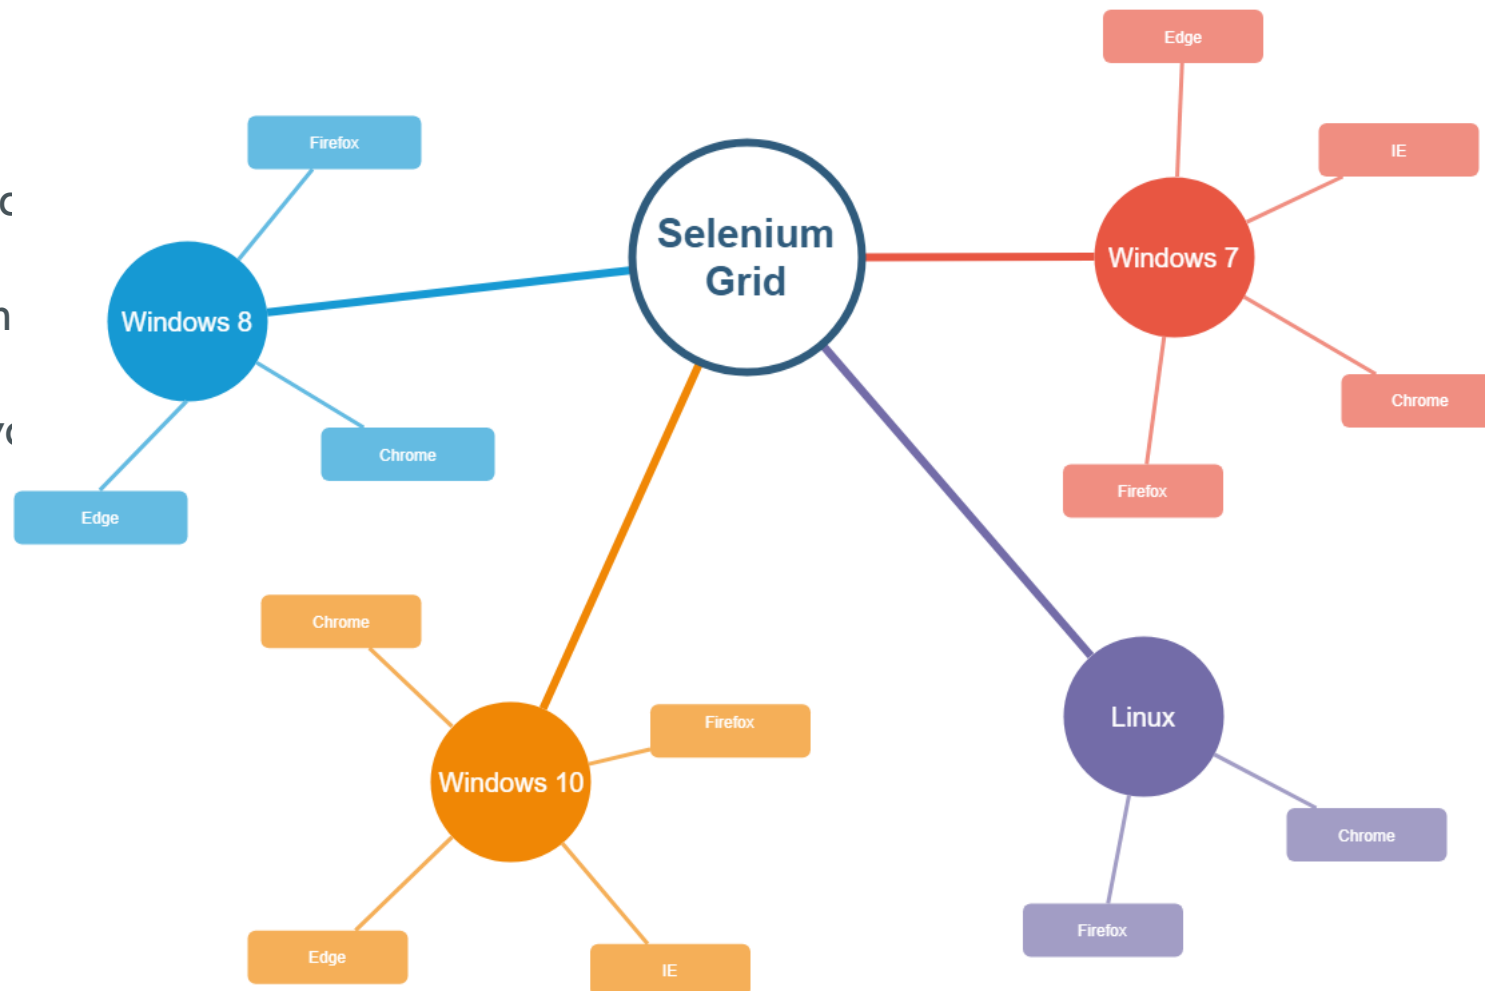 Edge
Firefox
IE
Selenium
Grid
Windows 7
Windows 8
Chrome
Chrome
Firefox
Edge
Chrome
Firefox
Linux
Windows 10
Chrome
Firefox
Edge
IE